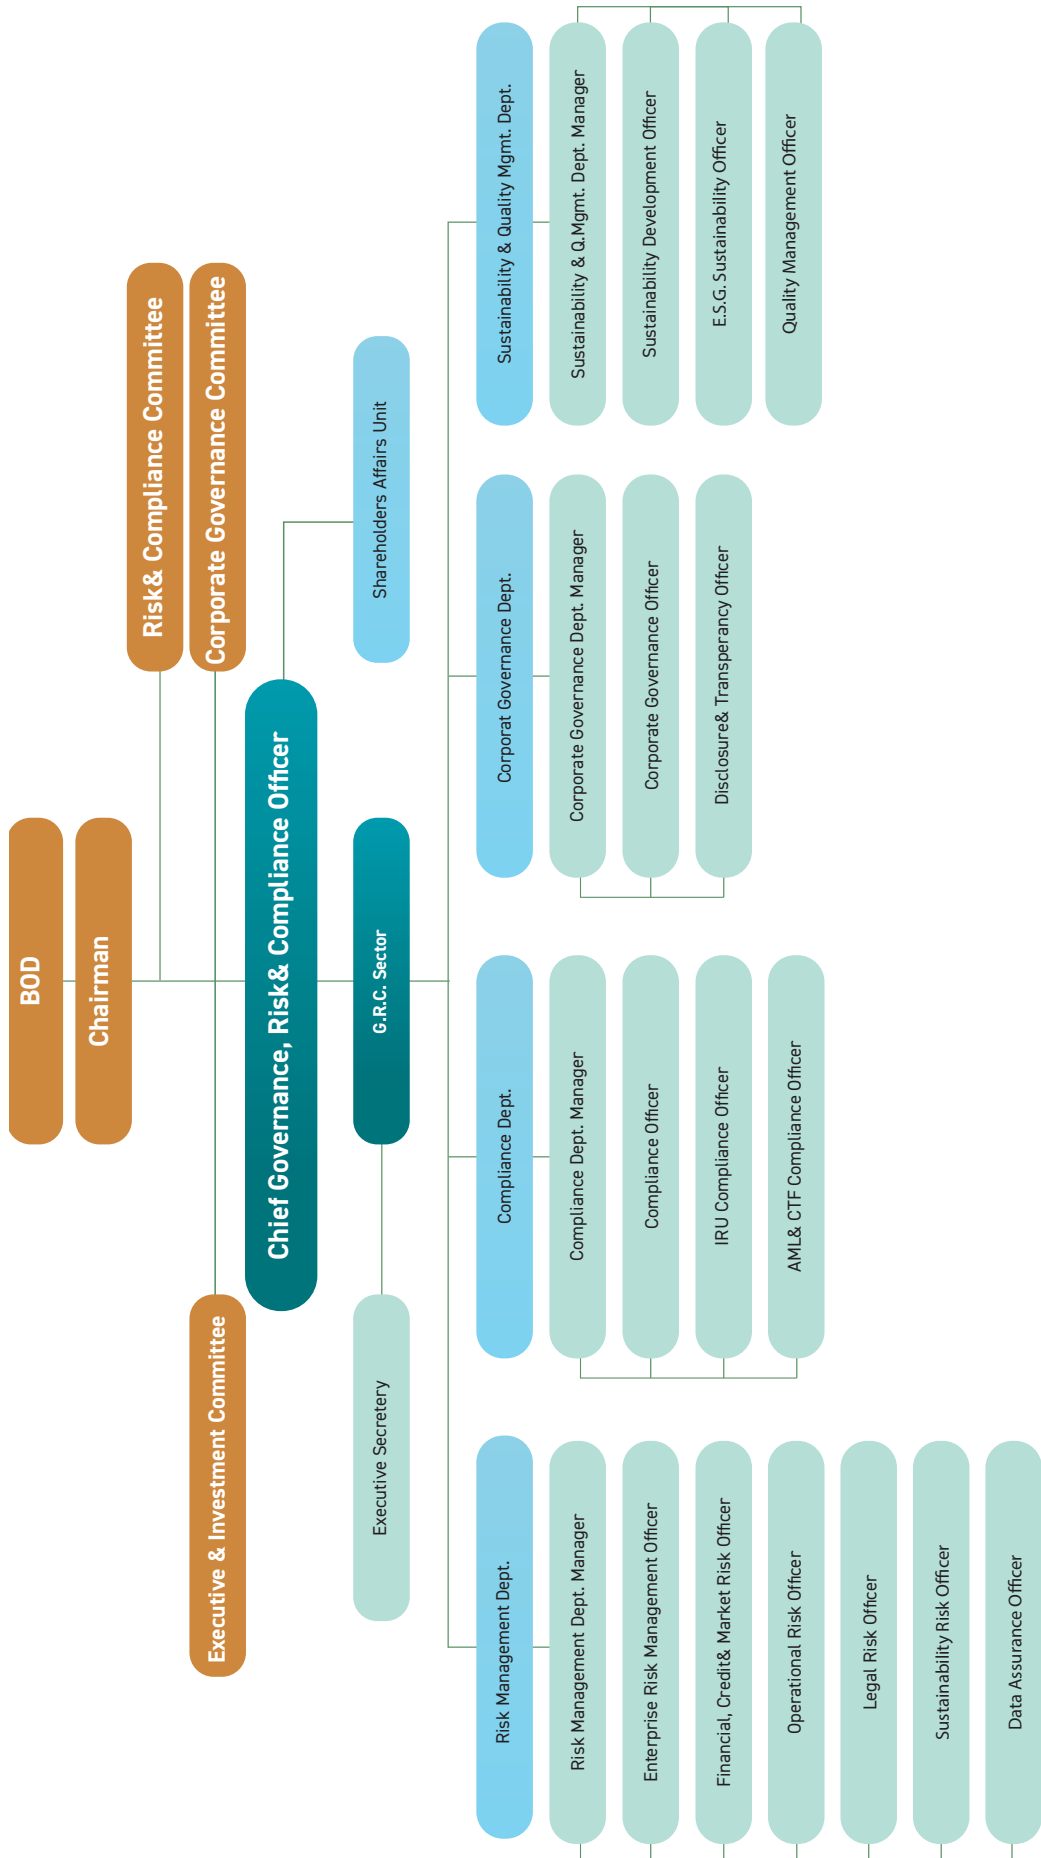 BOD
Chairman
Risk& Compliance Committee
Executive & Investment Committee
Corporate Governance Committee
Chief Governance, Risk& Compliance Officer
Executive Secretery
G.R.C. Sector
Shareholders Affairs Unit
Risk Management Dept.
Risk Management Dept. Manager
Enterprise Risk Management Officer
Financial, Credit& Market Risk Officer
Operational Risk Officer
Legal Risk Officer
Sustainability Risk Officer
Data Assurance Officer
Compliance Dept.
Compliance Dept. Manager
Compliance Officer
IRU Compliance Officer
AML& CTF Compliance Officer
Corporat Governance Dept.
Corporate Governance Dept. Manager
Corporate Governance Officer
Disclosure& Transperancy Officer
Sustainability & Quality Mgmt. Dept.
Sustainability & Q.Mgmt. Dept. Manager
Sustainability Development Officer
E.S.G. Sustainability Officer
Quality Management Officer